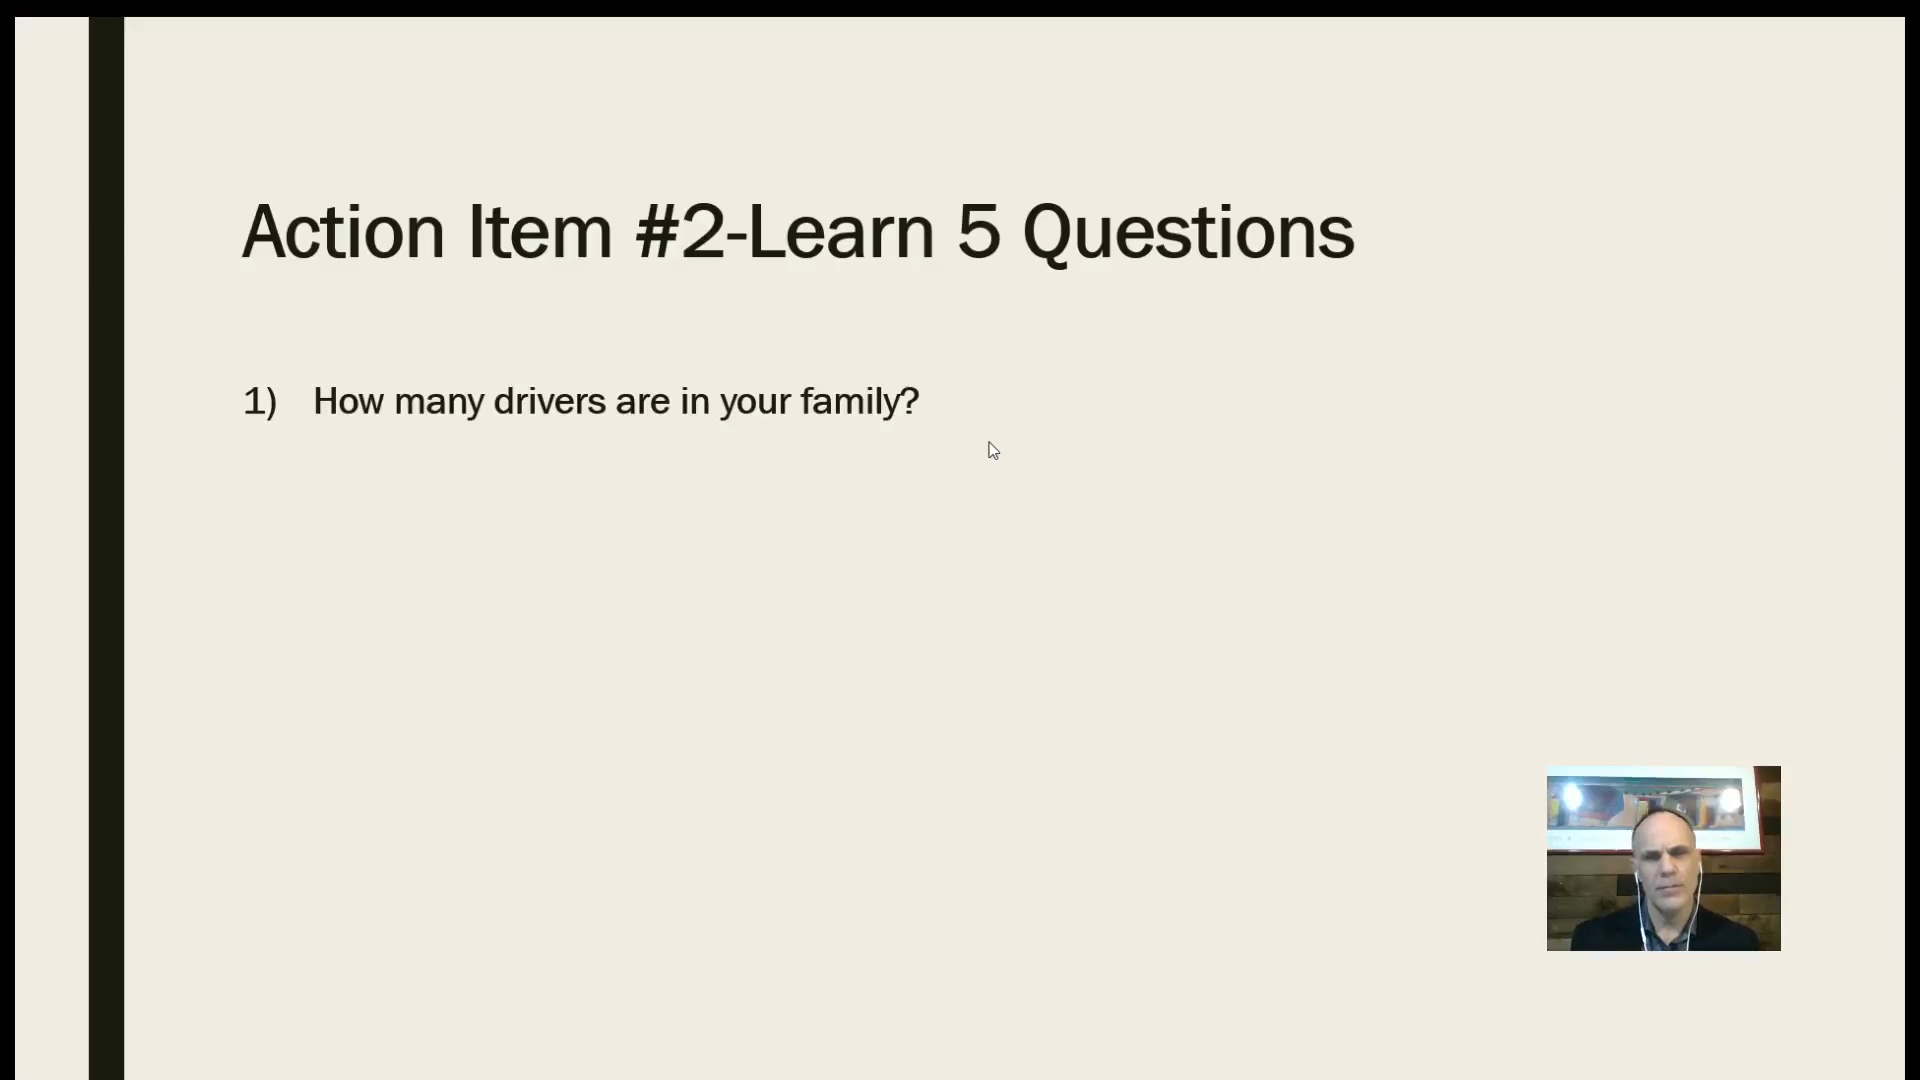 Action Item #2-Learn 5 Questions
1) How many drivers are in your family?